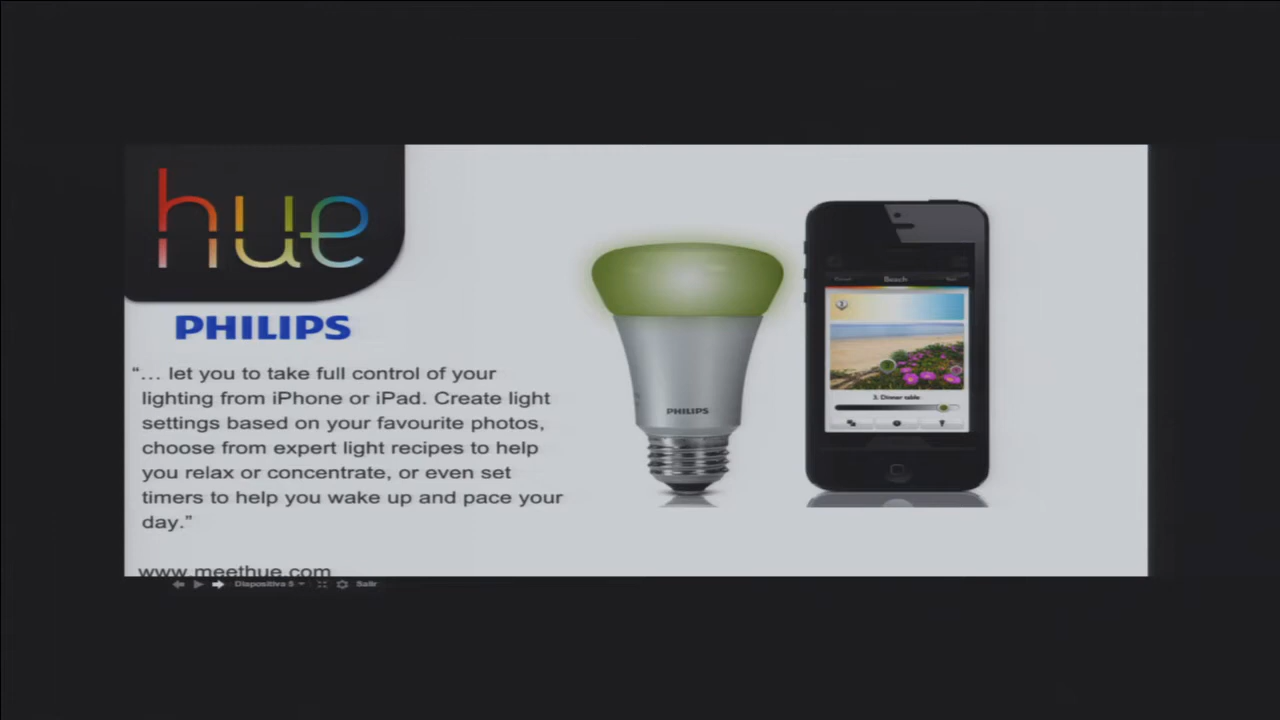 hue
PHILIPS
“… let you to take full control of your
lighting from iPhone or iPad. Create light
settings based on your favourite photos,
choose from expert light recipes to help
you relax or concentrate, or even set
timers to help you wake up and pace your
day.”
www.meethue.com
PHILIPS
Beach
3. Dinner table
Diapositiva 5
Salir